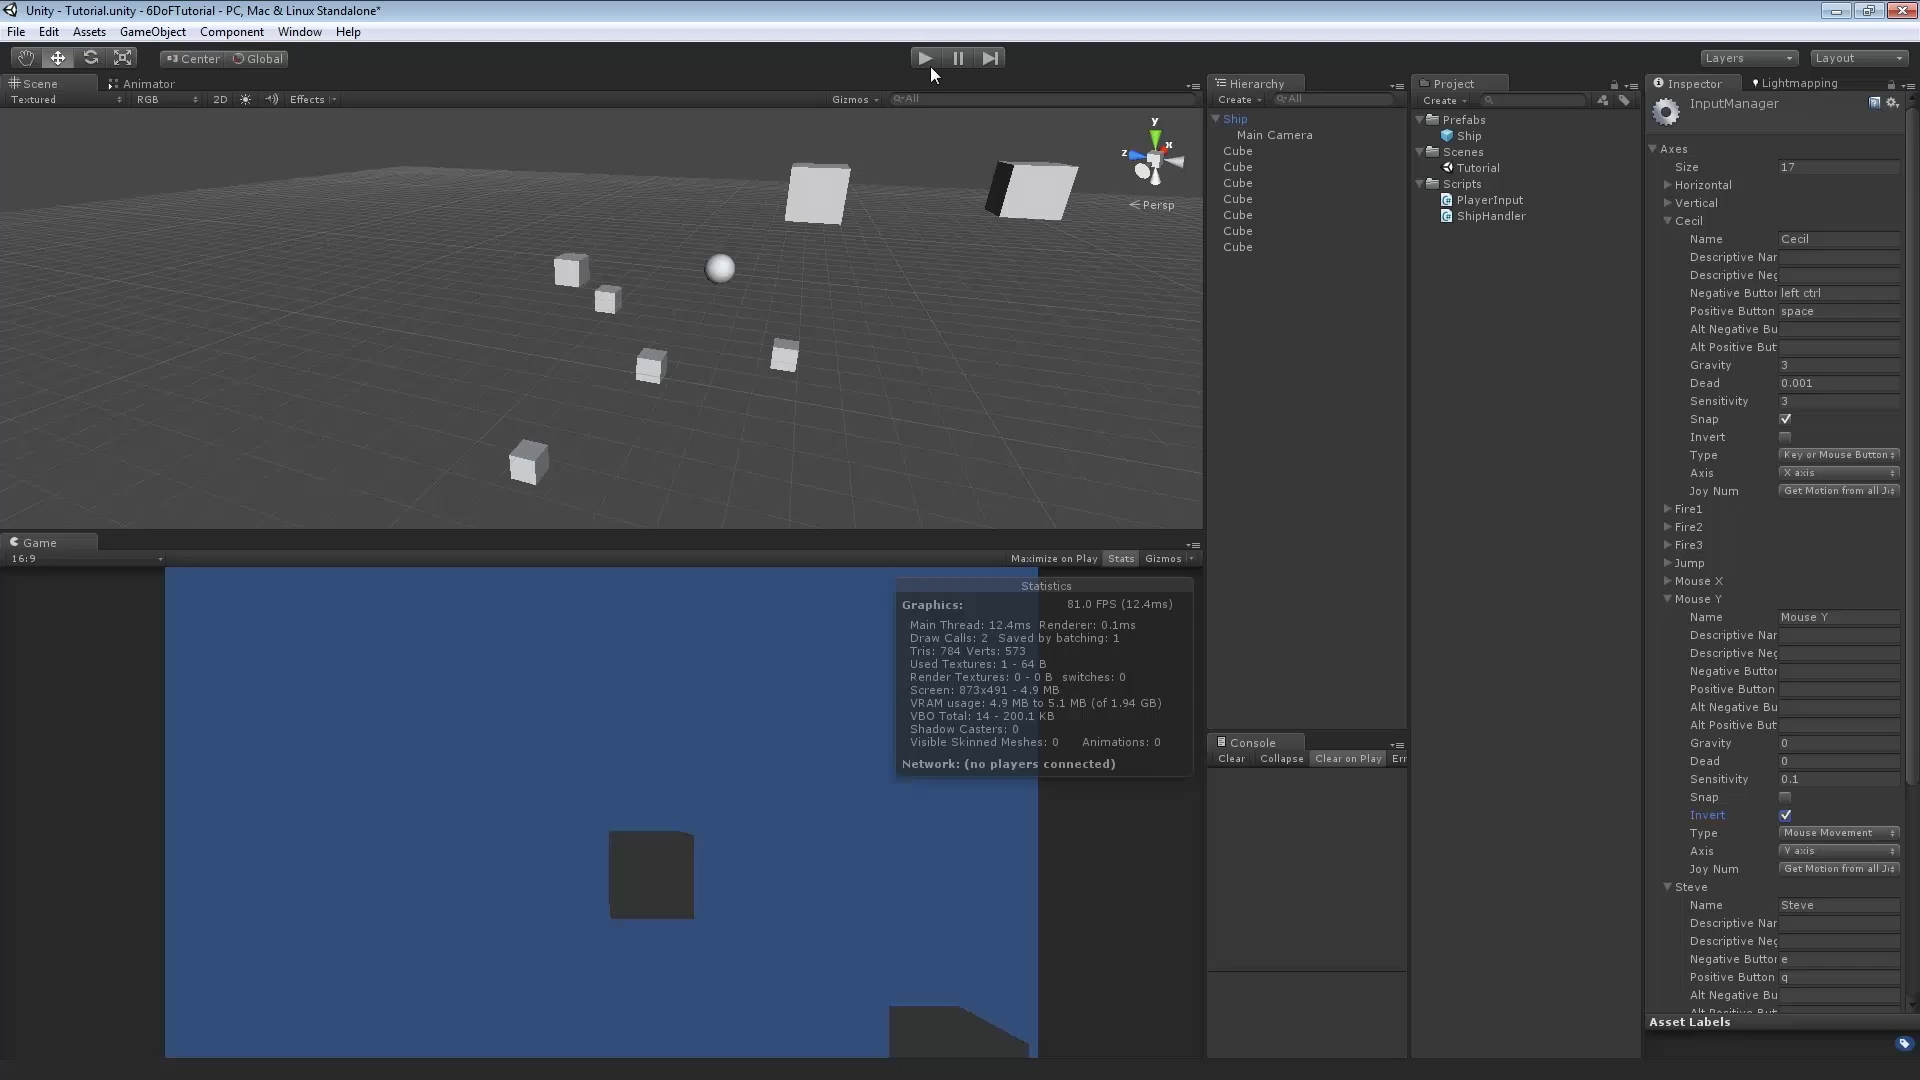 Unity - Tutorial.unity - 6DoFTutorial - PC, Mac & Linux Standalone*
File Edit Assets GameObject Component Window Help
Center Global
Layers Layout
Scene Animator
Textured RGB 2D Effects Gizmos All
y
x
z
Persp
Game
16:9 Maximize on Play Stats Gizmos
Statistics
Graphics: 81.0 FPS (12.4ms)
Main Thread: 12.4ms Renderer: 0.1ms
Draw Calls: 2 Saved by batching: 1
Tris: 784 Verts: 573
Used Textures: 1 - 64 B
Render Textures: 0 - 0 B switches: 0
Screen: 873x491 - 4.9 MB
VRAM usage: 4.9 MB to 5.1 MB (of 1.94 GB)
VBO Total: 14 - 200.1 KB
Shadow Casters: 0
Visible Skinned Meshes: 0 Animations: 0
Network: (no players connected)
Hierarchy
Create All
Ship
Main Camera
Cube
Cube
Cube
Cube
Cube
Cube
Cube
Console
Clear Collapse Clear on Play Err
Project
Create
Prefabs
Ship
Scenes
Tutorial
Scripts
PlayerInput
ShipHandler
Inspector Lightmapping
InputManager
Axes
Size 17
Horizontal
Vertical
Cecil
Name Cecil
Descriptive Nar
Descriptive Neg
Negative Button left ctrl
Positive Button space
Alt Negative Bu
Alt Positive But
Gravity 3
Dead 0.001
Sensitivity 3
Snap
Invert
Type Key or Mouse Button
Axis X axis
Joy Num Get Motion from all J
Fire1
Fire2
Fire3
Jump
Mouse X
Mouse Y
Name Mouse Y
Descriptive Nar
Descriptive Neg
Negative Button
Positive Button
Alt Negative Bu
Alt Positive But
Gravity 0
Dead 0
Sensitivity 0.1
Snap
Invert
Type Mouse Movement
Axis Y axis
Joy Num Get Motion from all J
Steve
Name Steve
Descriptive Nar
Descriptive Neg
Negative Button e
Positive Button q
Alt Negative Bu
Asset Labels